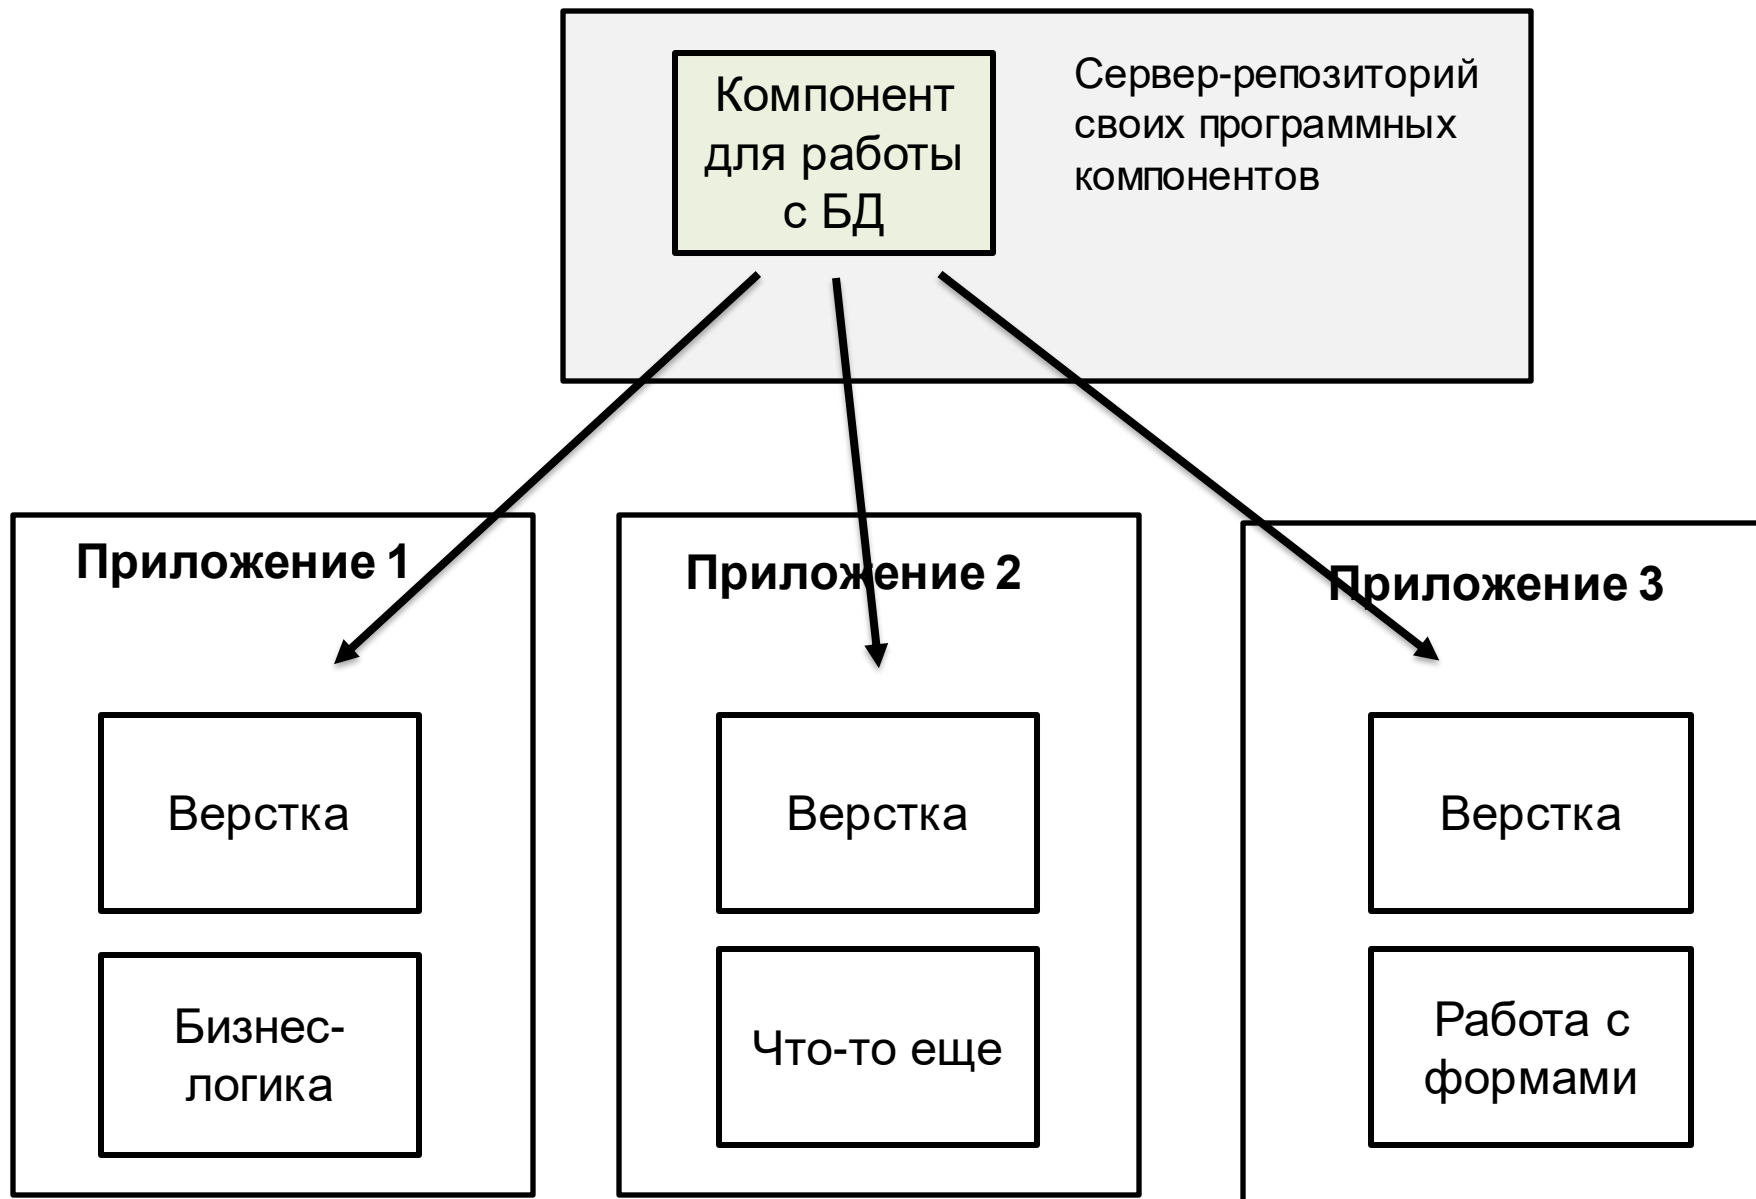 Компонент
для работы
с БД
Сервер-репозиторий
своих программных
компонентов
Приложение 1
Верстка
Бизнес-
логика
Приложение 2
Верстка
Что-то еще
Приложение 3
Верстка
Работа с
формами